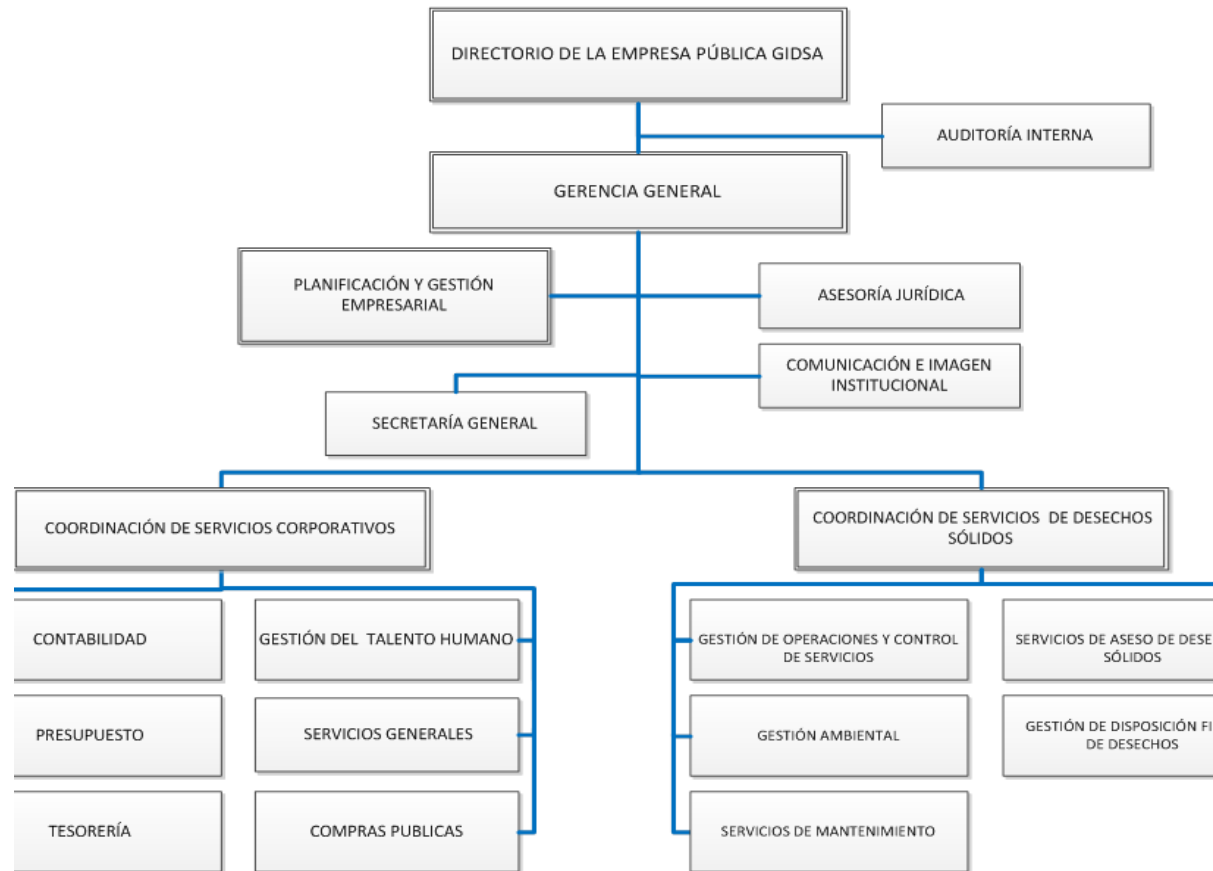 DIRECTORIO DE LA EMPRESA PÚBLICA GIDSA
AUDITORÍA INTERNA
GERENCIA GENERAL
PLANIFICACIÓN Y GESTIÓN
EMPRESARIAL
ASESORÍA JURÍDICA
COMUNICACIÓN E IMAGEN
INSTITUCIONAL
SECRETARÍA GENERAL
COORDINACIÓN DE SERVICIOS CORPORATIVOS
COORDINACIÓN DE SERVICIOS DE DESECHOS
SÓLIDOS
CONTABILIDAD
GESTIÓN DEL TALENTO HUMANO
GESTIÓN DE OPERACIONES Y CONTROL
DE SERVICIOS
SERVICIOS DE ASESO DE
SÓLIDOS
PRESUPUESTO
SERVICIOS GENERALES
GESTIÓN AMBIENTAL
GESTIÓN DE DISPOSICIÓN
DE DESECHOS
TESORERÍA
COMPRAS PUBLICAS
SERVICIOS DE MANTENIMIENTO